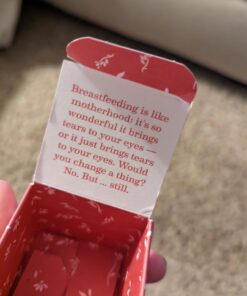 Breastfeeding is like
motherhood: it's so
wonderful it brings
tears to your eyes —
or it just brings tears
to your eyes. Would
you change a thing?
No. But ... still.